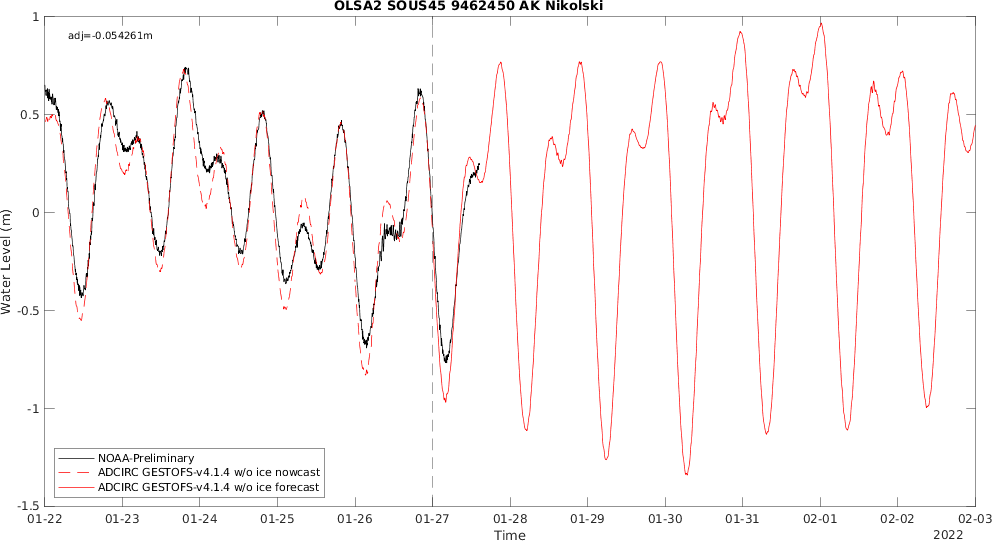 OLSA2 SOUS45 9462450 AK Nikolski
adj=-0.054261m
Water Level (m)
1
0.5
0
-0.5
-1
-1.5
NOAA-Preliminary
ADCIRC GESTOFS-v4.1.4 w/o ice nowcast
ADCIRC GESTOFS-v4.1.4 w/o ice forecast
01-22 01-23 01-24 01-25 01-26 01-27 01-28 01-29 01-30 01-31 02-01 02-02 02-03
Time
2022